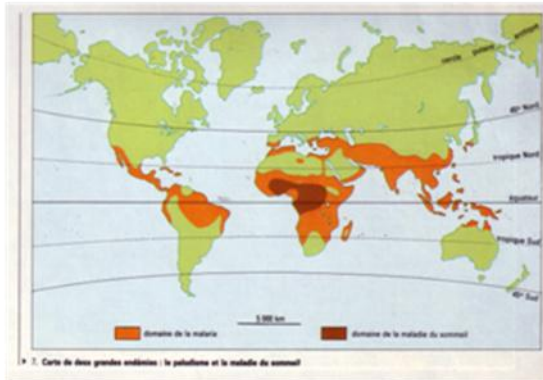 cercle polaire arctique
40° Nord
tropique Nord
équateur
tropique Sud
40° Sud
5 000 km
domaine de la malaria
domaine de la maladie du sommeil
7. Carte de deux grandes endémies : le paludisme et la maladie du sommeil